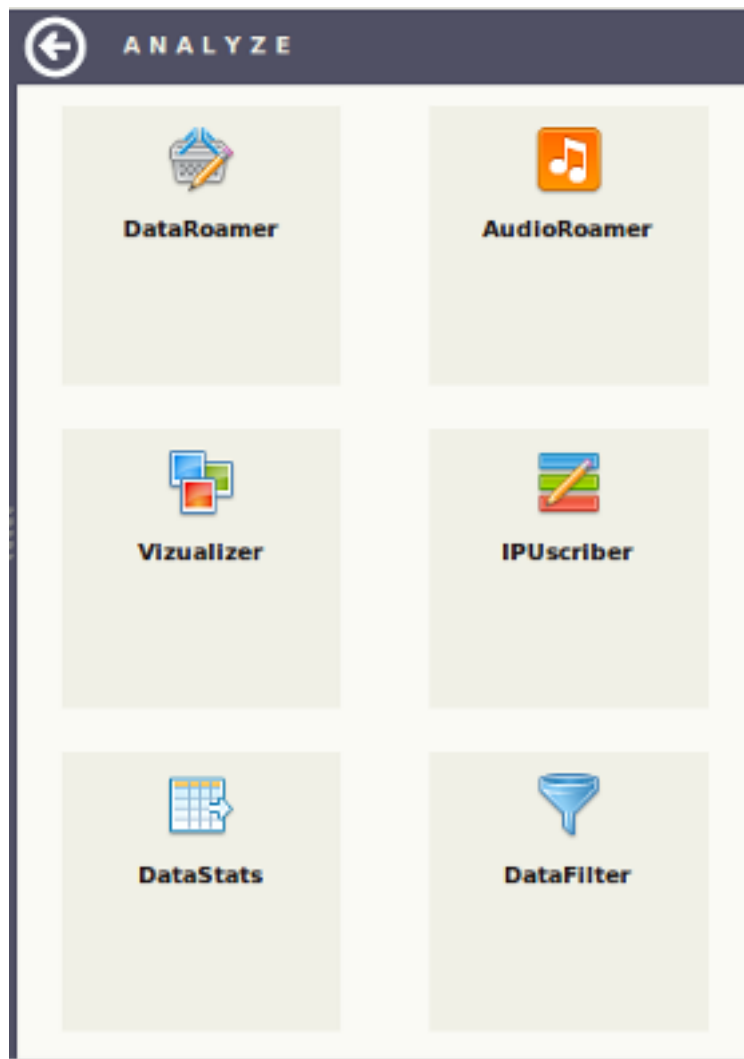 ANALYZE
DataRoamer
AudioRoamer
Vizualizer
IPUscriber
DataStats
DataFilter